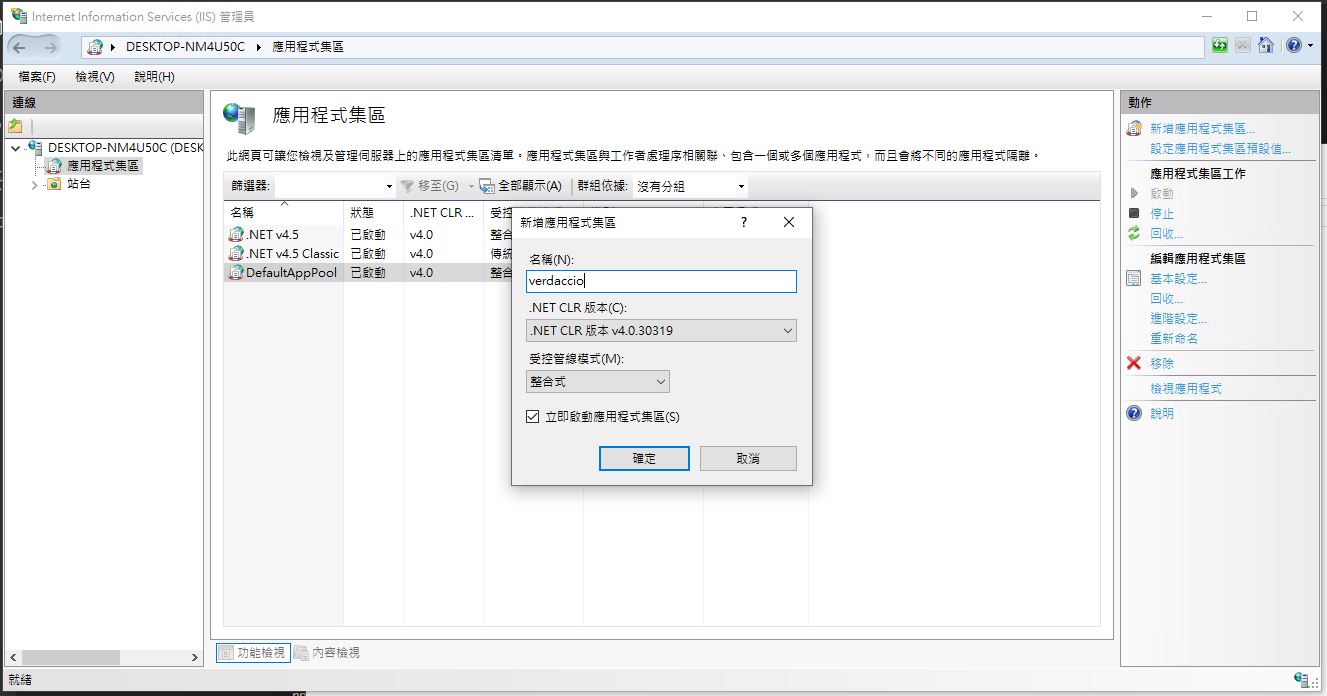 Internet Information Services (IIS) 管理員
DESKTOP-NM4U50C 應用程式集區
檔案(F) 檢視(V) 說明(H)
連線
DESKTOP-NM4U50C (DESK
應用程式集區
站台
應用程式集區
此網頁可讓您檢視及管理伺服器上的應用程式集區清單。應用程式集區與工作者處理序相關聯、包含一個或多個應用程式，而且會將不同的應用程式隔離。
篩選器: 移至(G) 全部顯示(A) 群組依據: 沒有分組
名稱 狀態 .NET CLR ... 受控
.NET v4.5 已啟動 v4.0 整合
.NET v4.5 Classic 已啟動 v4.0 傳統
DefaultAppPool 已啟動 v4.0 整合
新增應用程式集區 ?
名稱(N):
verdaccio
.NET CLR 版本(C):
.NET CLR 版本 v4.0.30319
受控管線模式(M):
整合式
立即啟動應用程式集區(S)
確定 取消
功能檢視 內容檢視
動作
新增應用程式集區...
設定應用程式集區預設值...
應用程式集區工作
啟動
停止
回收...
編輯應用程式集區
基本設定...
回收...
進階設定...
重新命名
移除
檢視應用程式
說明
就緒